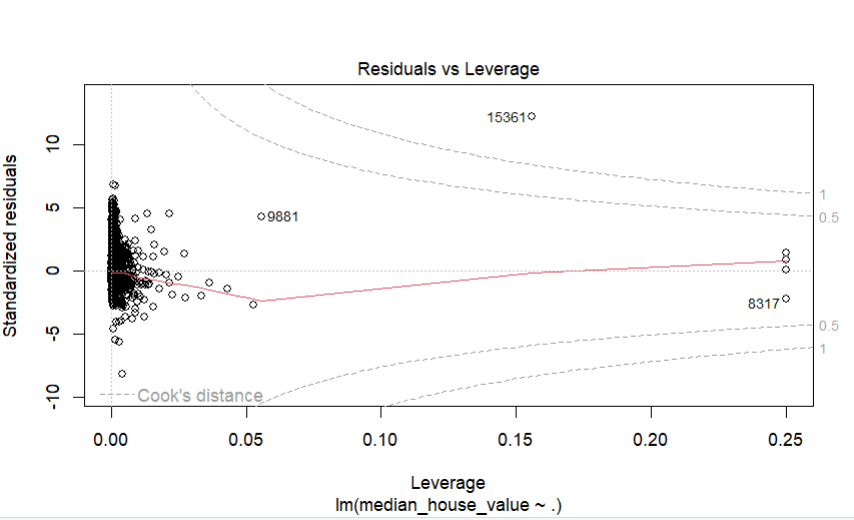 Residuals vs Leverage
Standardized residuals
10
5
0
-5
-10
15361
9881
8317
1
0.5
0.5
1
Cook's distance
0.00 0.05 0.10 0.15 0.20 0.25
Leverage
lm(median_house_value ~ .)